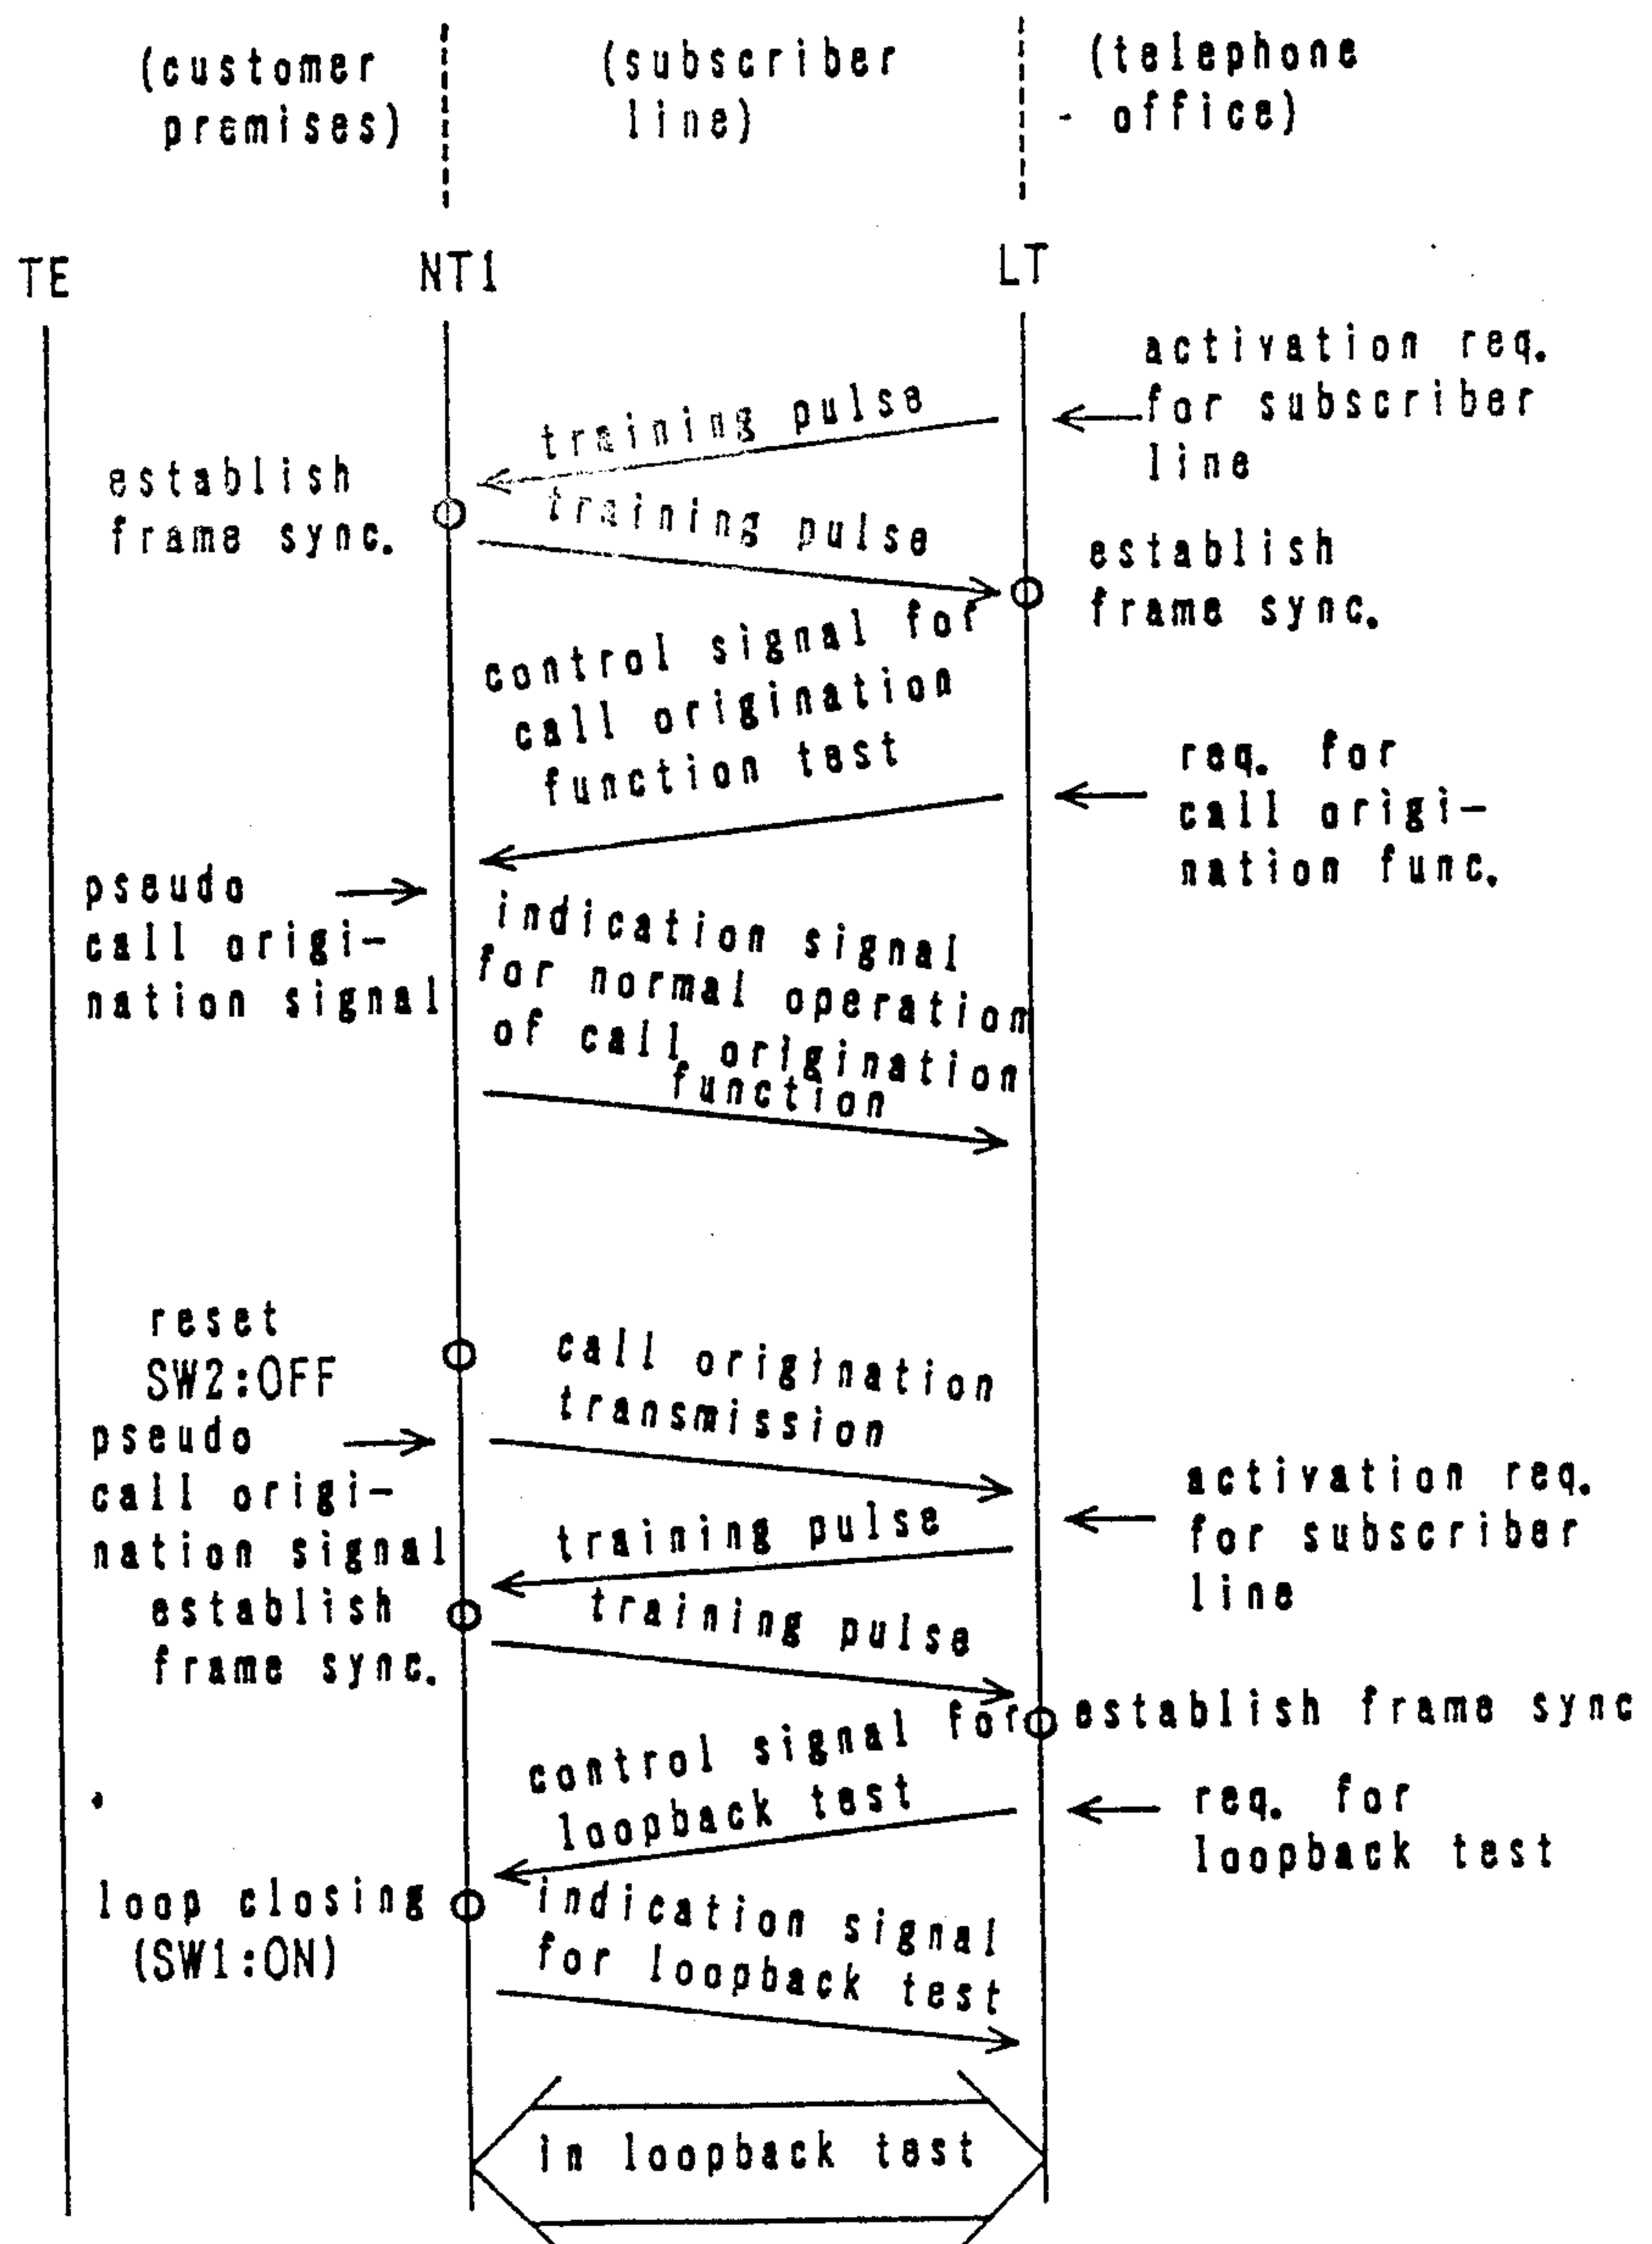 (customer
premises)
(subscriber
line)
(telephone
office)
TE
NT1
LT
activation req.
for subscriber
line
training pulse
establish
frame sync.
training pulse
establish
frame sync.
control signal for
call origination
function test
req. for
call origi-
nation func.
pseudo
call origi-
nation signal
indication signal
for normal operation
of call origination
function
reset
SW2:OFF
call origination
transmission
pseudo
call origi-
nation signal
activation req.
for subscriber
line
training pulse
establish
frame sync.
training pulse
establish frame sync
control signal for
loopback test
req. for
loopback test
loop closing
(SW1:ON)
indication signal
for loopback test
in loopback test